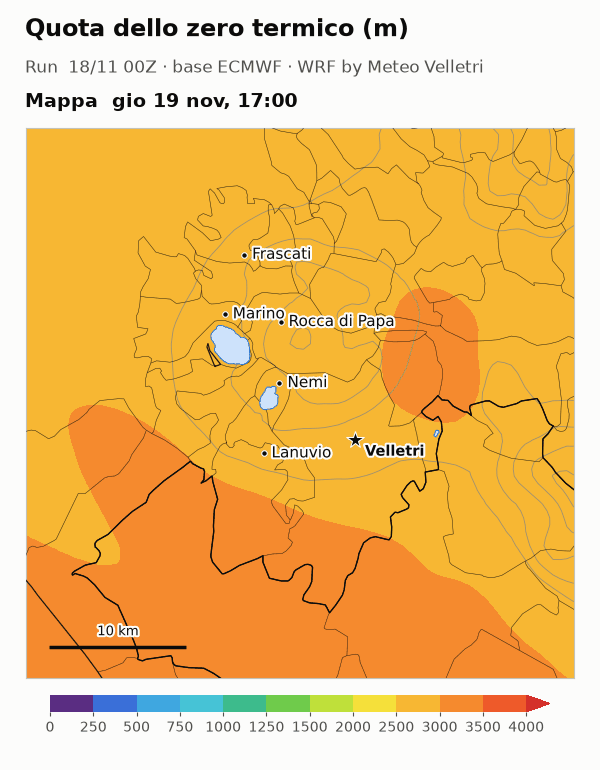 Quota dello zero termico (m)
Run  18/11 00Z · base ECMWF · WRF by Meteo Velletri
Mappa  gio 19 nov, 17:00
Frascati
Marino
Rocca di Papa
Nemi
Velletri
Lanuvio
10 km
0 250 500 750 1000 1250 1500 2000 2500 3000 3500 4000